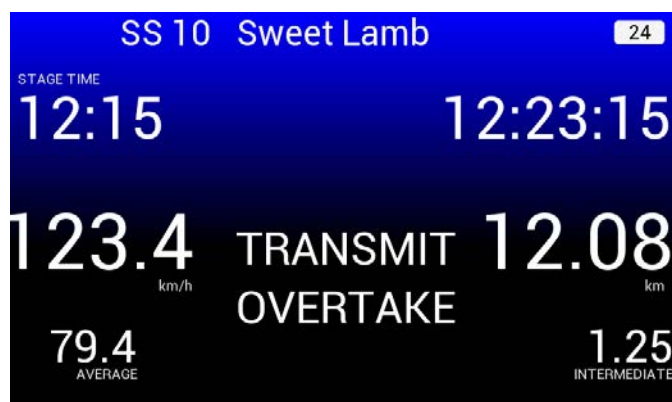 SS 10 Sweet Lamb 24
STAGE TIME
12:15 12:23:15
123.4 km/h TRANSMIT 12.08 km
OVERTAKE
79.4 1.25
AVERAGE INTERMEDIATE